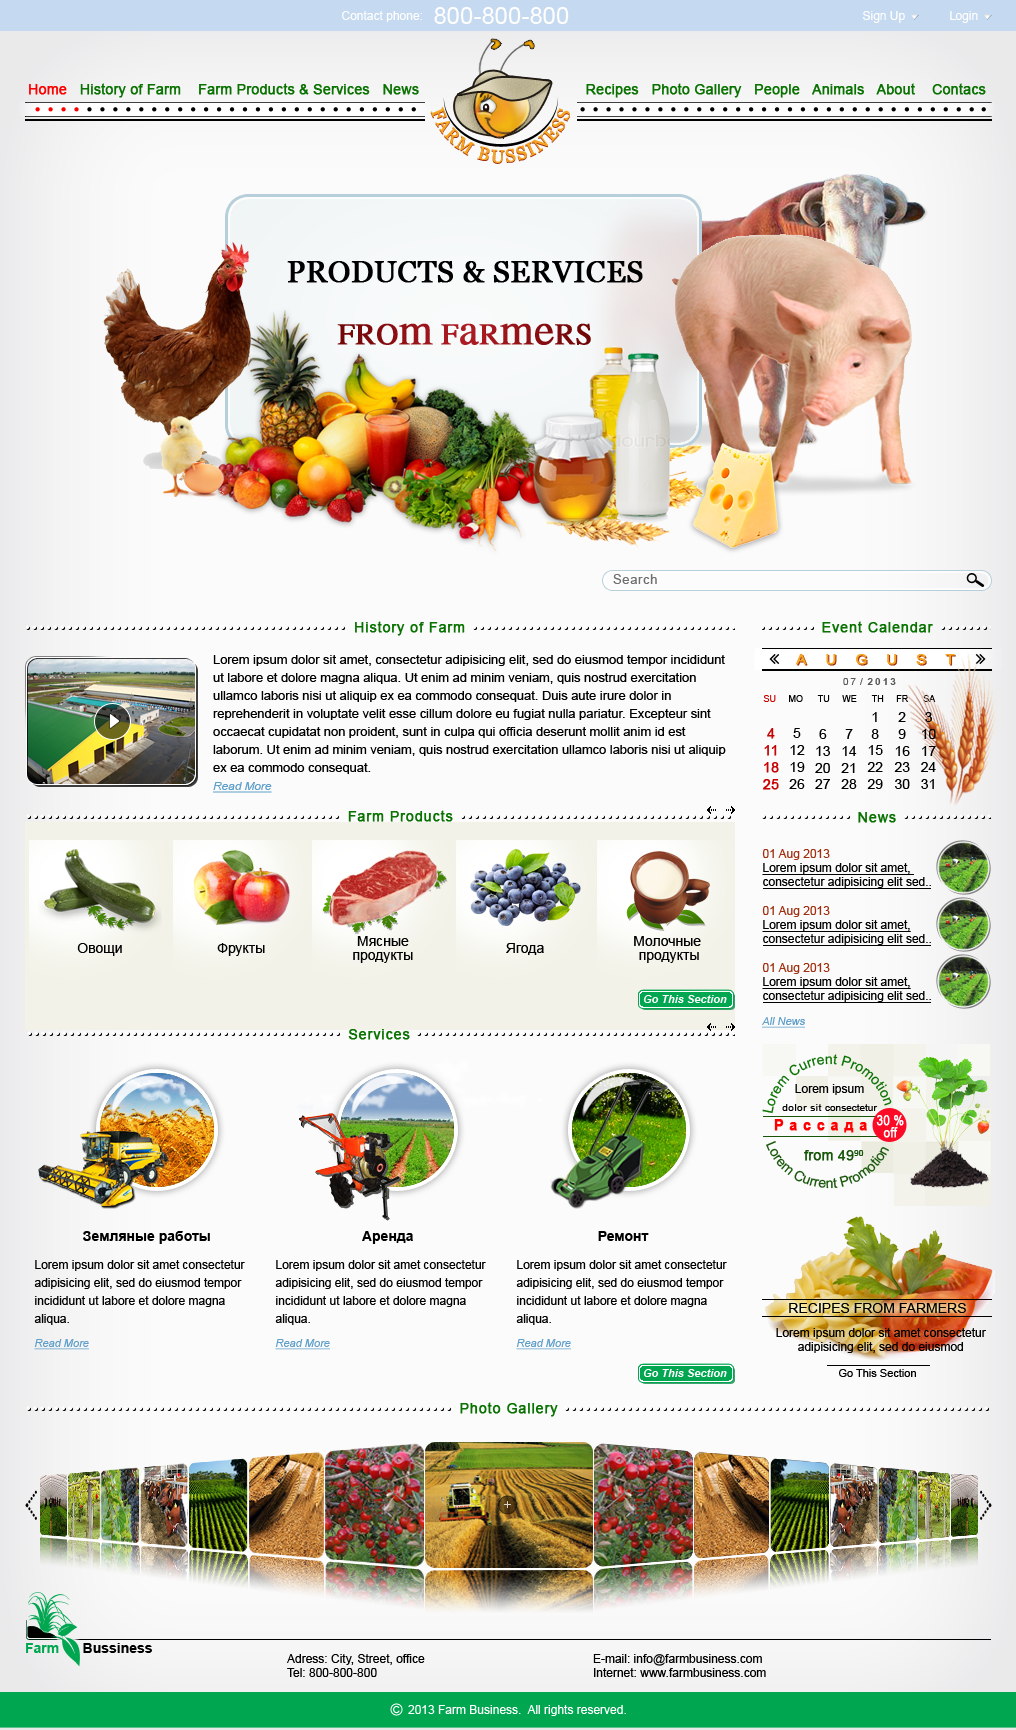 Contact phone: 800-800-800
Sign Up
Login
Home History of Farm Farm Products & Services News
Recipes Photo Gallery People Animals About Contacs
FARM BUSSINESS
PRODUCTS & SERVICES
FROm FaRmeRS
Search
History of Farm
Lorem ipsum dolor sit amet, consectetur adipisicing elit, sed do eiusmod tempor incididunt
ut labore et dolore magna aliqua. Ut enim ad minim veniam, quis nostrud exercitation
ullamco laboris nisi ut aliquip ex ea commodo consequat. Duis aute irure dolor in
reprehenderit in voluptate velit esse cillum dolore eu fugiat nulla pariatur. Excepteur sint
occaecat cupidatat non proident, sunt in culpa qui officia deserunt mollit anim id est
laborum. Ut enim ad minim veniam, quis nostrud exercitation ullamco laboris nisi ut aliquip
ex ea commodo consequat.
Read More
Event Calendar
« A U G U S T »
07 / 2013
SU MO TU WE TH FR SA
1 2 3
4 5 6 7 8 9 10
11 12 13 14 15 16 17
18 19 20 21 22 23 24
25 26 27 28 29 30 31
Farm Products
Овощи
Фрукты
Мясные
продукты
Ягода
Молочные
продукты
Go This Section
News
01 Aug 2013
Lorem ipsum dolor sit amet,
consectetur adipisicing elit sed..
01 Aug 2013
Lorem ipsum dolor sit amet,
consectetur adipisicing elit sed..
01 Aug 2013
Lorem ipsum dolor sit amet,
consectetur adipisicing elit sed..
All News
Services
Земляные работы
Lorem ipsum dolor sit amet consectetur
adipisicing elit, sed do eiusmod tempor
incididunt ut labore et dolore magna
aliqua.
Read More
Аренда
Lorem ipsum dolor sit amet consectetur
adipisicing elit, sed do eiusmod tempor
incididunt ut labore et dolore magna
aliqua.
Read More
Ремонт
Lorem ipsum dolor sit amet consectetur
adipisicing elit, sed do eiusmod tempor
incididunt ut labore et dolore magna
aliqua.
Read More
Go This Section
Lorem Current Promotion
Lorem ipsum
dolor sit consectetur
Рассада
30 %
off
from 49⁹⁰
Lorem Current Promotion
RECIPES FROM FARMERS
Lorem ipsum dolor sit amet consectetur
adipisicing elit, sed do eiusmod
Go This Section
Photo Gallery
Farm Bussiness
Adress: City, Street, office
Tel: 800-800-800
E-mail: info@farmbusiness.com
Internet: www.farmbusiness.com
© 2013 Farm Business. All rights reserved.